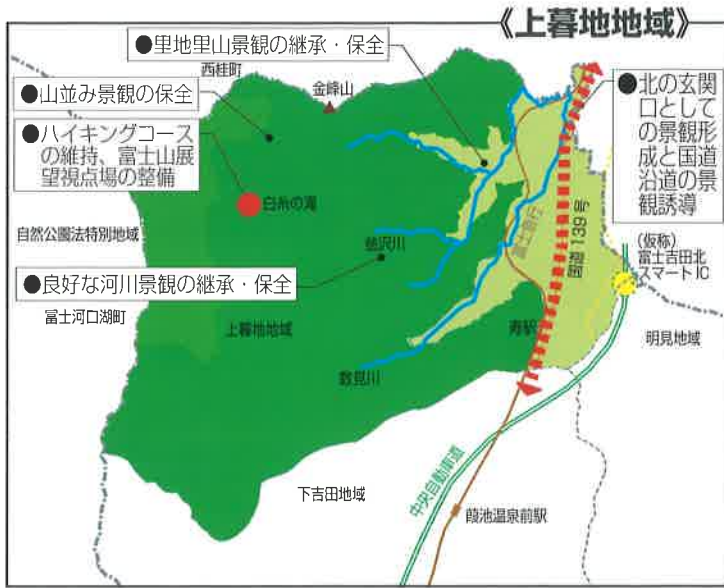 《上暮地地域》
●里地里山景観の継承・保全
西桂町
●山並み景観の保全
金峰山
●北の玄関
口として
の景観形
成と国道
沿道の景
観誘導
●ハイキングコース
の維持、富士山展
望視点場の整備
白糸の滝
自然公園法特別地域
富士急行
国道139号
(仮称)
富士吉田北
スマートIC
●良好な河川景観の継承・保全
富士河口湖町
上暮地地域
寿駅
明見地域
数見川
下吉田地域
中央自動車道
葭池温泉前駅